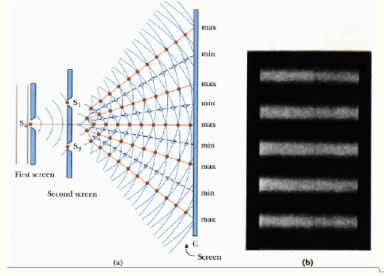 max
min
max
min
max
min
max
min
max
S₀
S₁
S₂
First screen
Second screen
C
Screen
(a)
(b)